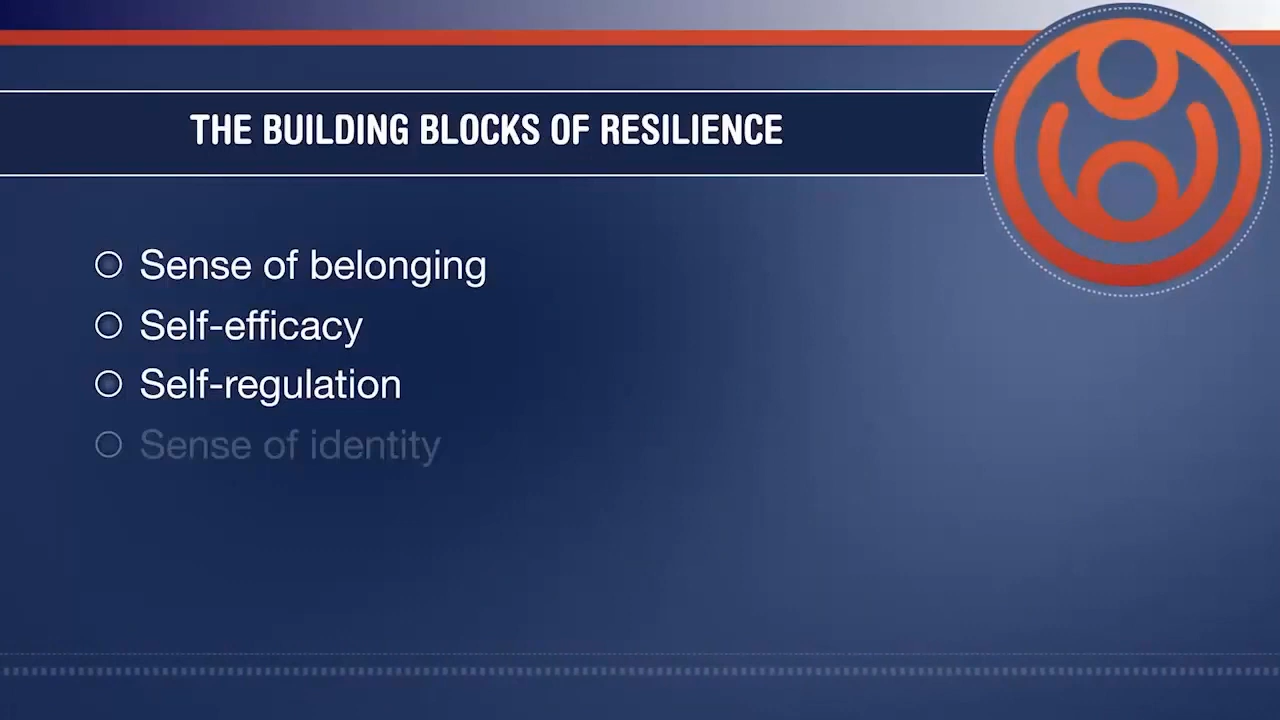 THE BUILDING BLOCKS OF RESILIENCE
Sense of belonging
Self-efficacy
Self-regulation
Sense of identity